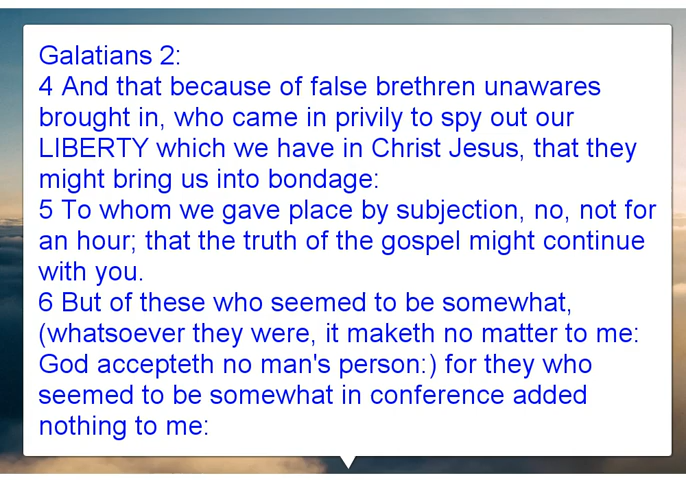 Galatians 2:
4 And that because of false brethren unawares
brought in, who came in privily to spy out our
LIBERTY which we have in Christ Jesus, that they
might bring us into bondage:
5 To whom we gave place by subjection, no, not for
an hour; that the truth of the gospel might continue
with you.
6 But of these who seemed to be somewhat,
(whatsoever they were, it maketh no matter to me:
God accepteth no man's person:) for they who
seemed to be somewhat in conference added
nothing to me: